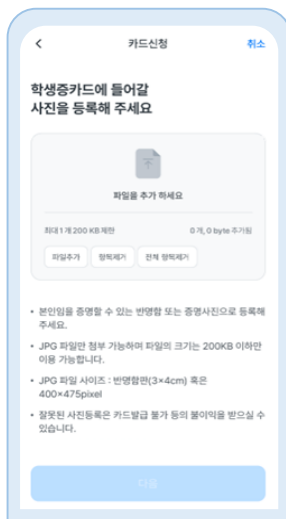 카드신청
취소
학생증카드에 들어갈
사진을 등록해 주세요
파일을 추가 하세요
최대 1 개 200 KB 제한
0 개, 0 byte 추가됨
파일추가
항목제거
전체 항목제거
• 본인임을 증명할 수 있는 반명함 또는 증명사진으로 등록해
주세요.
• JPG 파일만 첨부 가능하며 파일의 크기는 200KB 이하만
이용 가능합니다.
• JPG 파일 사이즈 : 반명함판(3×4cm) 혹은
400×475pixel
• 잘못된 사진등록은 카드발급 불가 등의 불이익을 받으실 수
있습니다.
다음